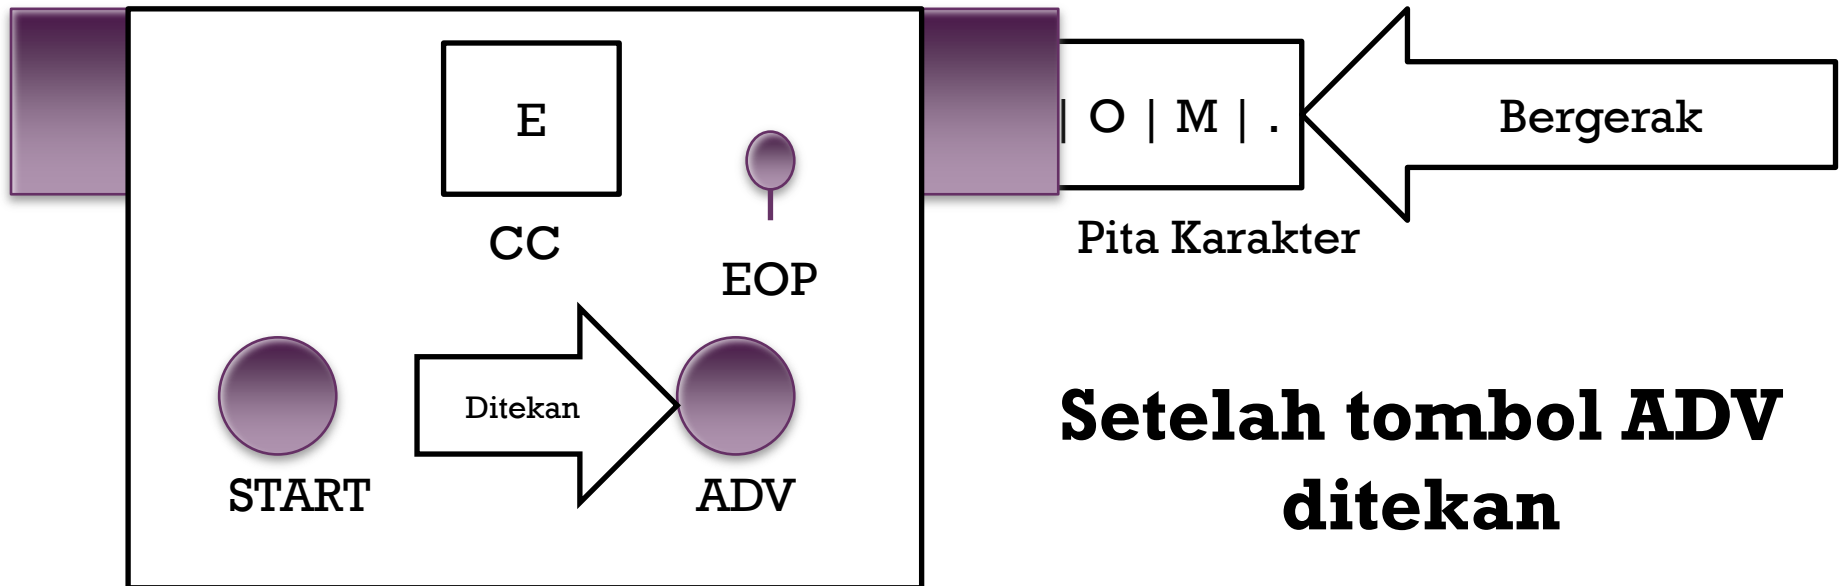 E
CC
EOP
| O | M | .
Bergerak
Pita Karakter
Ditekan
START
ADV
Setelah tombol ADV
ditekan